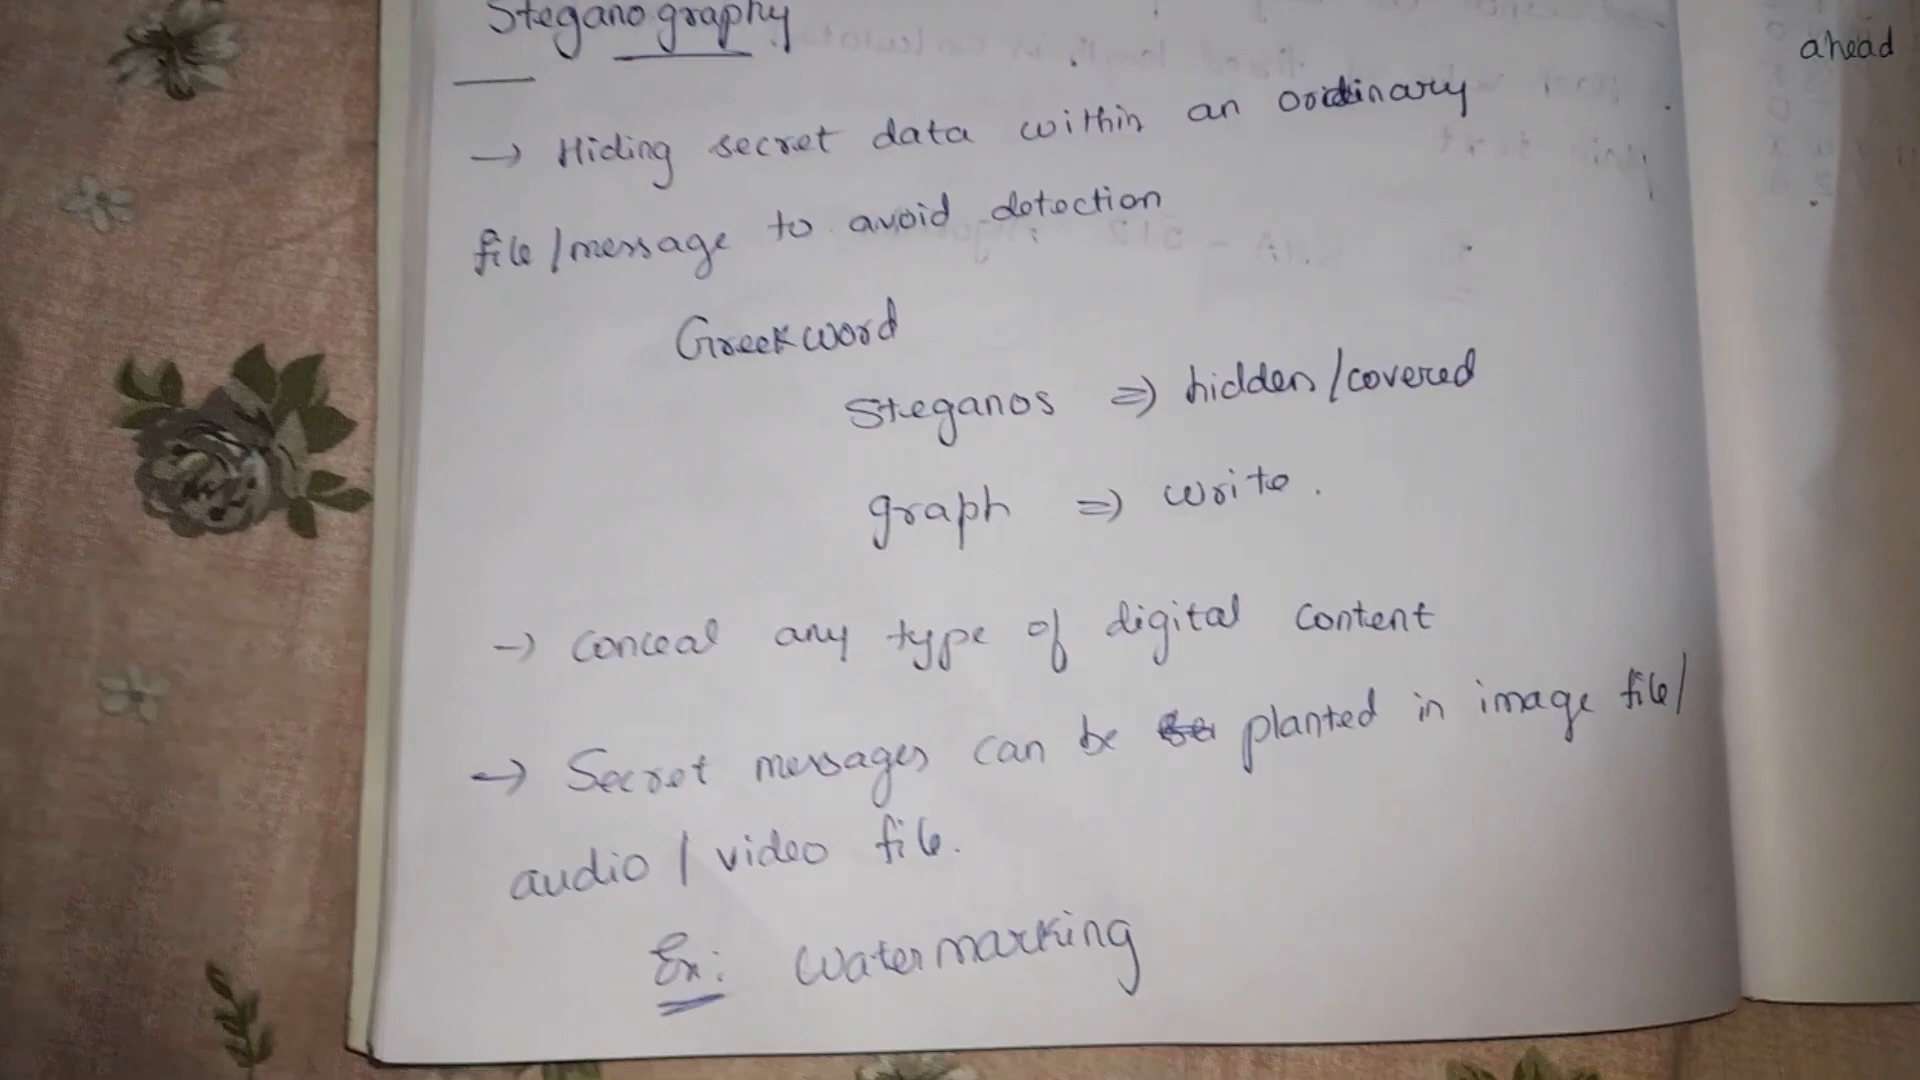 Steganography
→ Hiding secret data within an ordinary
file/message to avoid detection
Greek word
Steganos => hidden/covered
graph => write.
→ conceal any type of digital content
→ Secret messages can be planted in image file/
audio/video file.
Ex: Watermarking
ahead